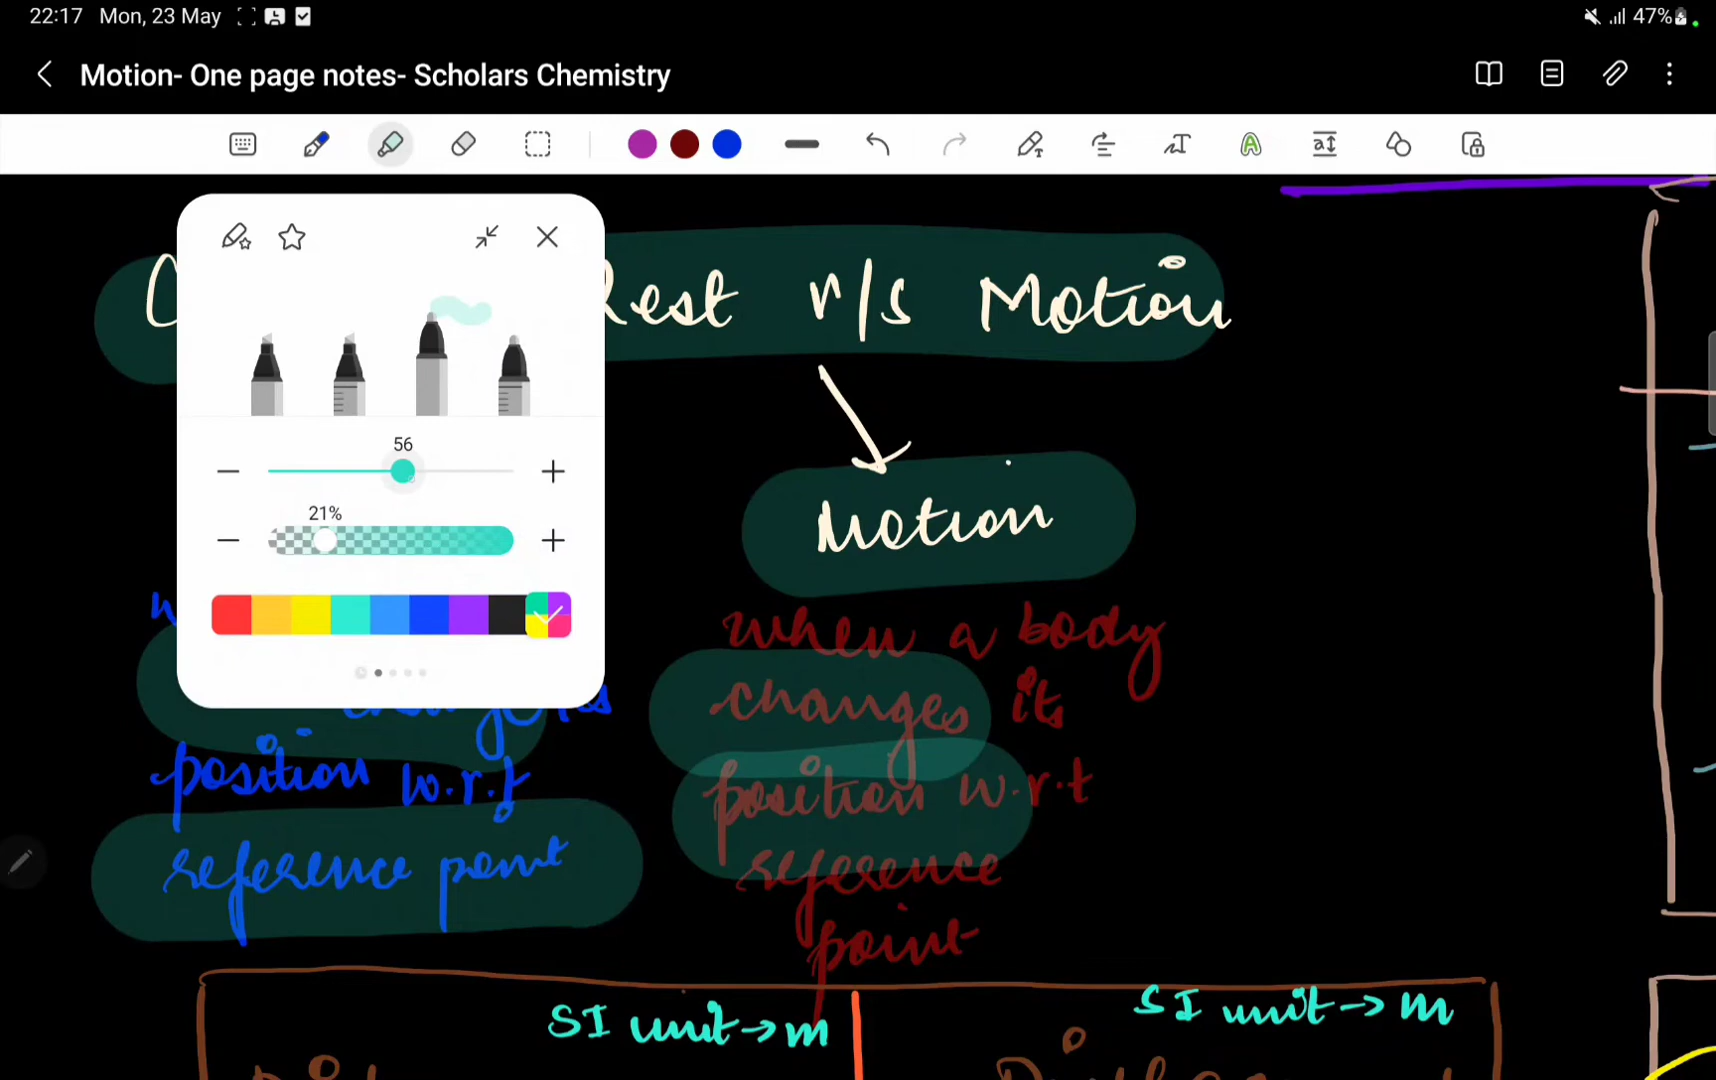 22:17 Mon, 23 May
47%
Motion- One page notes- Scholars Chemistry
Rest r/s Motion
56
21%
Motion
when a body
changes its
position w.r.t
reference
point
position w.r.t
reference point
SI unit → m
SI unit → m